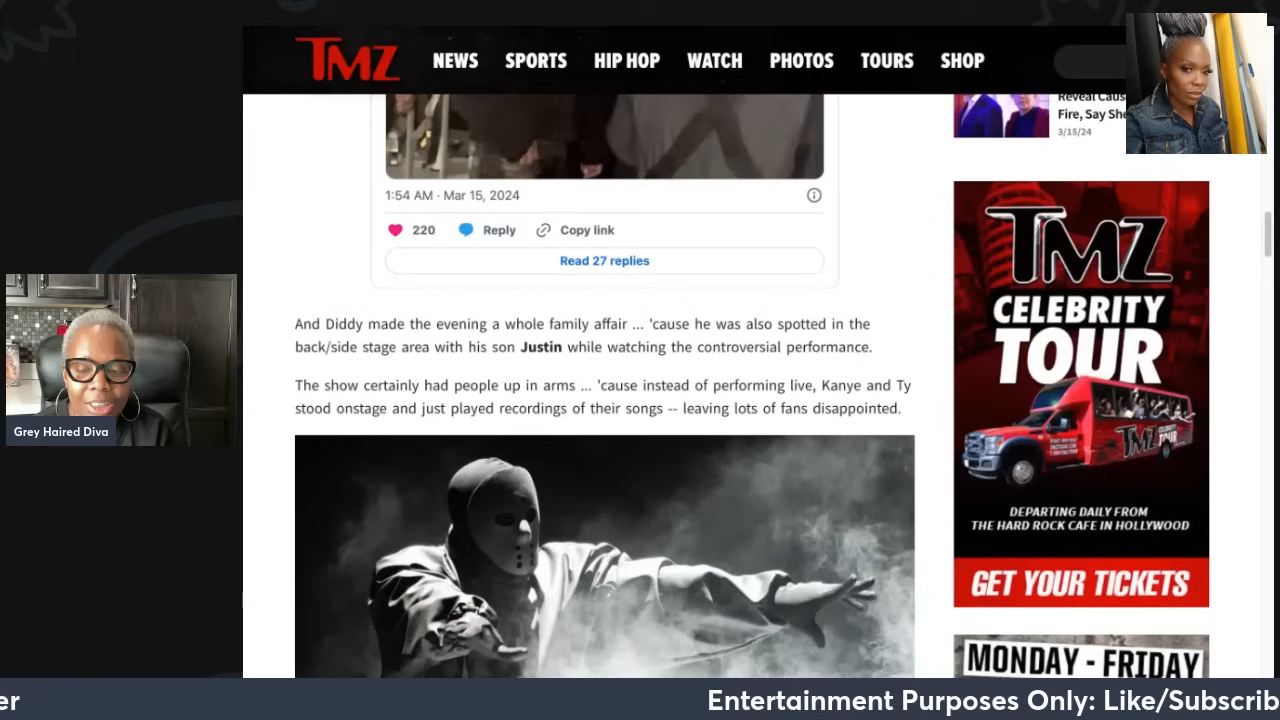 TMZ
NEWS SPORTS HIP HOP WATCH PHOTOS TOURS SHOP
Fire, Say She
3/15/24
1:54 AM · Mar 15, 2024
220 Reply Copy link
Read 27 replies
And Diddy made the evening a whole family affair ... 'cause he was also spotted in the
back/side stage area with his son Justin while watching the controversial performance.
The show certainly had people up in arms ... 'cause instead of performing live, Kanye and Ty
stood onstage and just played recordings of their songs -- leaving lots of fans disappointed.
TMZ
CELEBRITY
TOUR
TMZ
DEPARTING DAILY FROM
THE HARD ROCK CAFE IN HOLLYWOOD
GET YOUR TICKETS
MONDAY - FRIDAY
Grey Haired Diva
er
Entertainment Purposes Only: Like/Subscrib